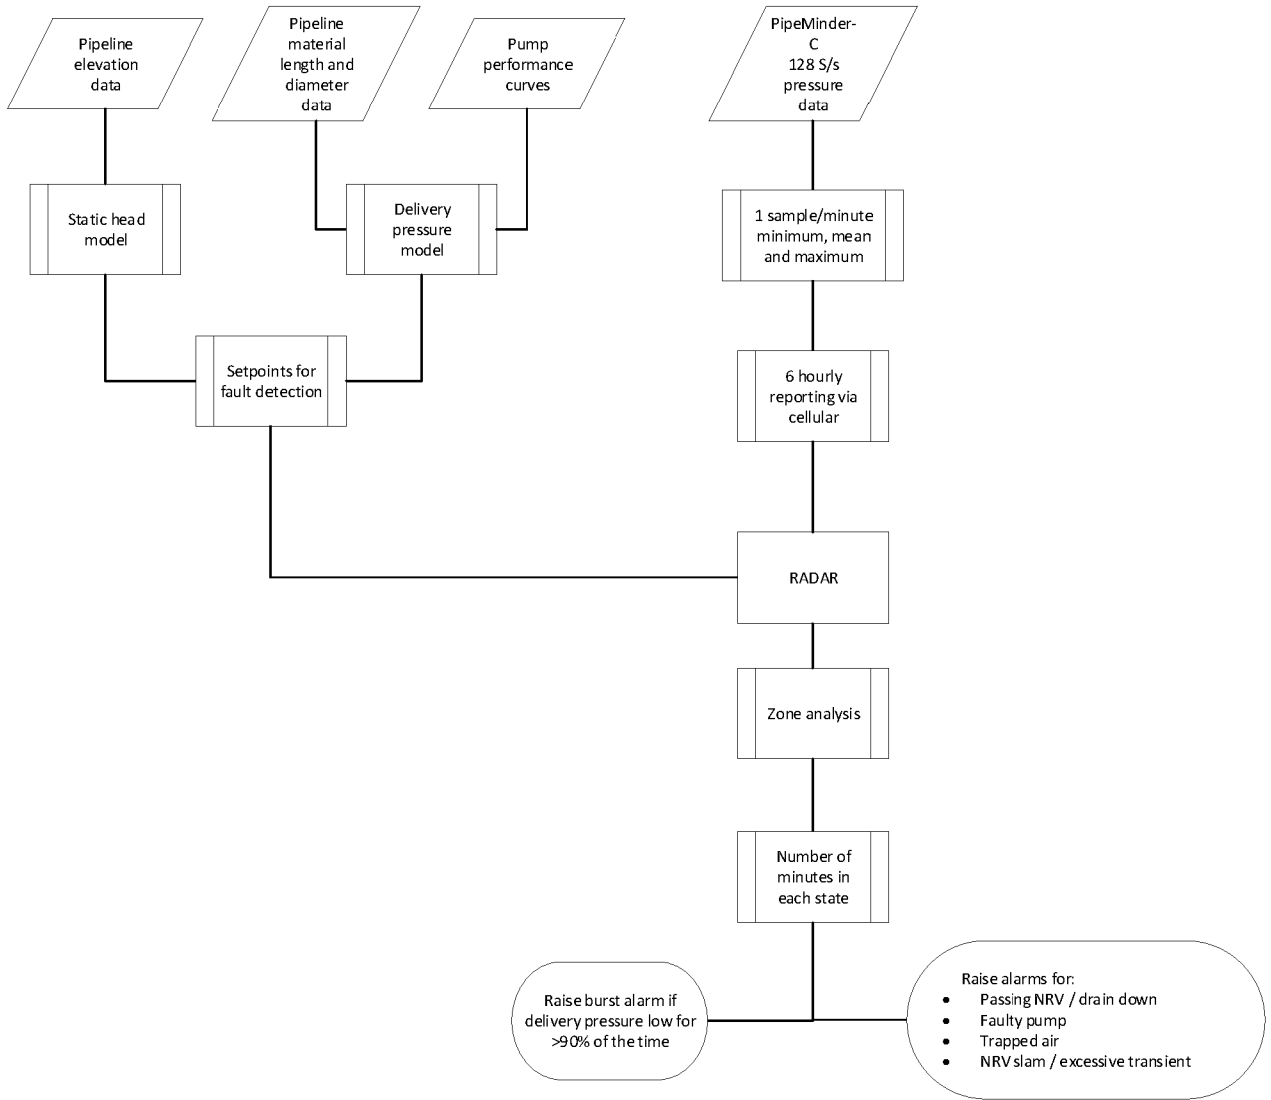 Pipeline
elevation
data
Pipeline
material
length and
diameter
data
Pump
performance
curves
PipeMinder-
C
128 S/s
pressure
data
Static head
model
Delivery
pressure
model
1 sample/minute
minimum, mean
and maximum
Setpoints for
fault detection
6 hourly
reporting via
cellular
RADAR
Zone analysis
Number of
minutes in
each state
Raise burst alarm if
delivery pressure low for
>90% of the time
Raise alarms for:
• Passing NRV / drain down
• Faulty pump
• Trapped air
• NRV slam / excessive transient